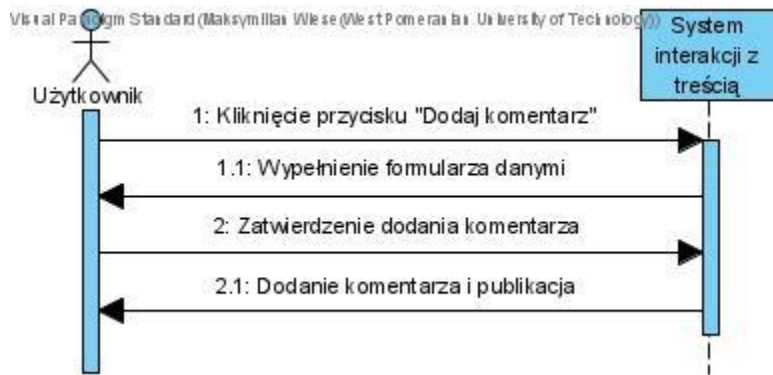 Visual Paradigm Standard (Maksymilian Wiese (West Pomeranian University of Technology))
System
interakcji z
treścią
Użytkownik
1: Kliknięcie przycisku "Dodaj komentarz"
1.1: Wypełnienie formularza danymi
2: Zatwierdzenie dodania komentarza
2.1: Dodanie komentarza i publikacja